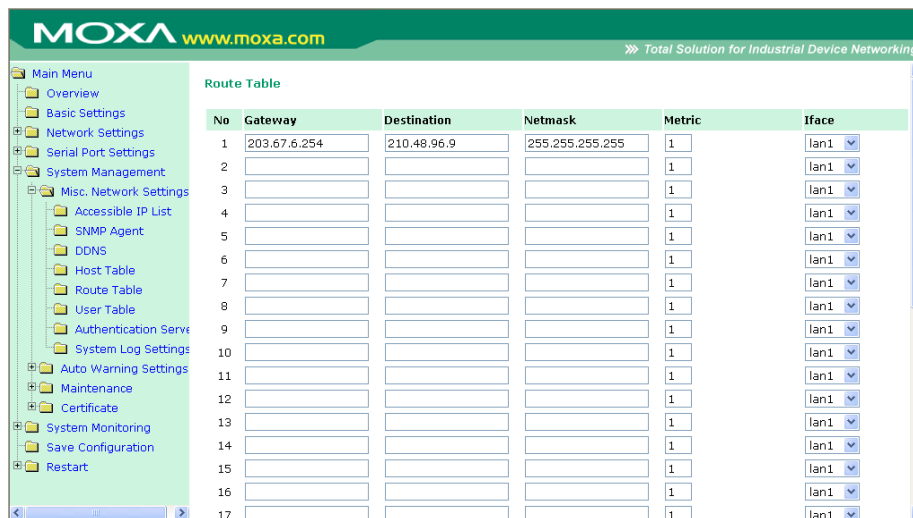 MOXA www.moxa.com
Total Solution for Industrial Device Networking
Main Menu
Overview
Basic Settings
Network Settings
Serial Port Settings
System Management
Misc. Network Settings
Accessible IP List
SNMP Agent
DDNS
Host Table
Route Table
User Table
Authentication Serve
System Log Settings
Auto Warning Settings
Maintenance
Certificate
System Monitoring
Save Configuration
Restart
Route Table
No Gateway Destination Netmask Metric Iface
1 203.67.6.254 210.48.96.9 255.255.255.255 1 lan1
2 1 lan1
3 1 lan1
4 1 lan1
5 1 lan1
6 1 lan1
7 1 lan1
8 1 lan1
9 1 lan1
10 1 lan1
11 1 lan1
12 1 lan1
13 1 lan1
14 1 lan1
15 1 lan1
16 1 lan1
17 1 lan1